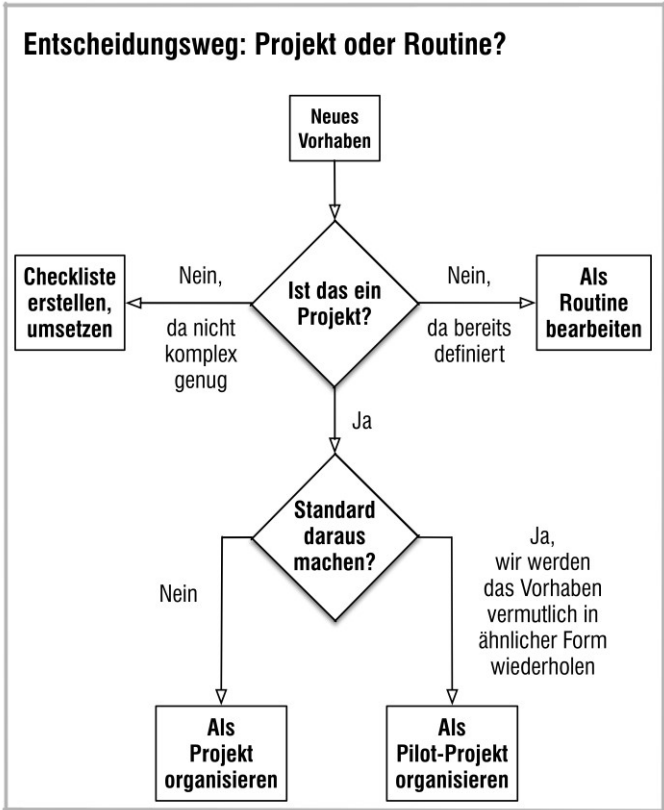 Entscheidungsweg: Projekt oder Routine?
Neues
Vorhaben
Checkliste
erstellen,
umsetzen
Nein,
da nicht
komplex
genug
Ist das ein
Projekt?
Nein,
da bereits
definiert
Als
Routine
bearbeiten
Ja
Standard
daraus
machen?
Nein
Ja,
wir werden
das Vorhaben
vermutlich in
ähnlicher Form
wiederholen
Als
Projekt
organisieren
Als
Pilot-Projekt
organisieren